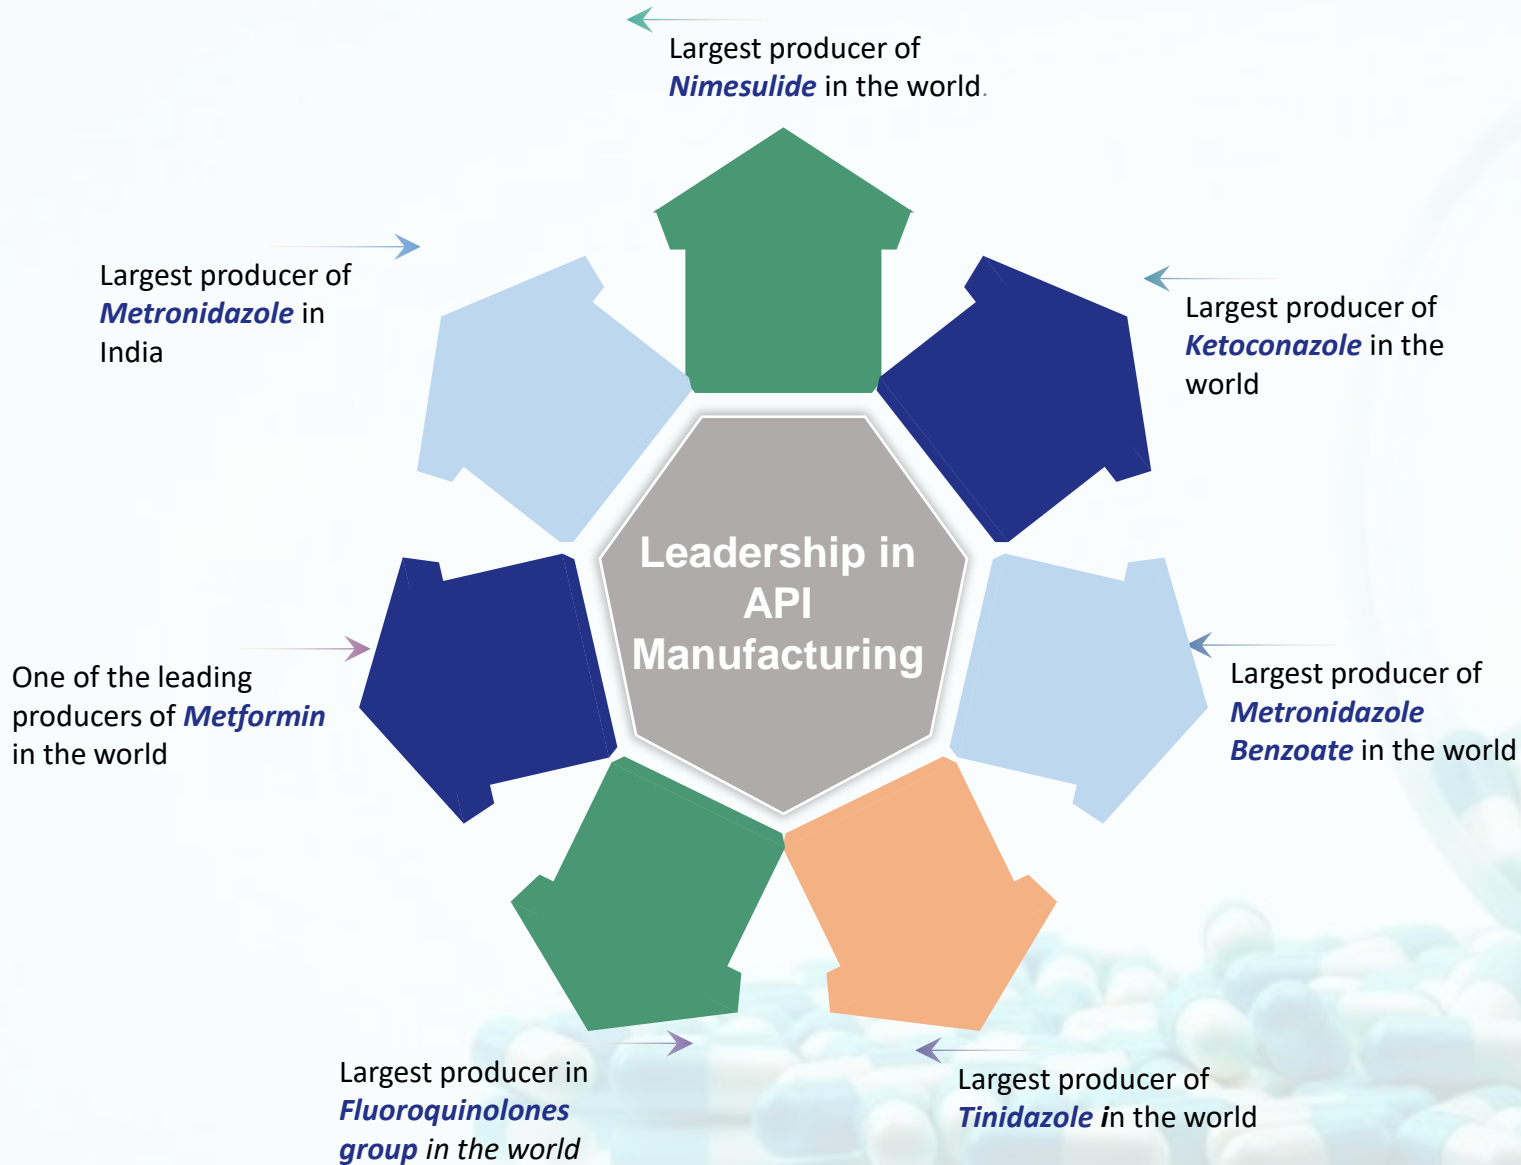 Largest producer of
Nimesulide in the world.
Largest producer of
Metronidazole in
India
Largest producer of
Ketoconazole in the
world
Leadership in
API
Manufacturing
One of the leading
producers of Metformin
in the world
Largest producer of
Metronidazole
Benzoate in the world
Largest producer in
Fluoroquinolones
group in the world
Largest producer of
Tinidazole in the world